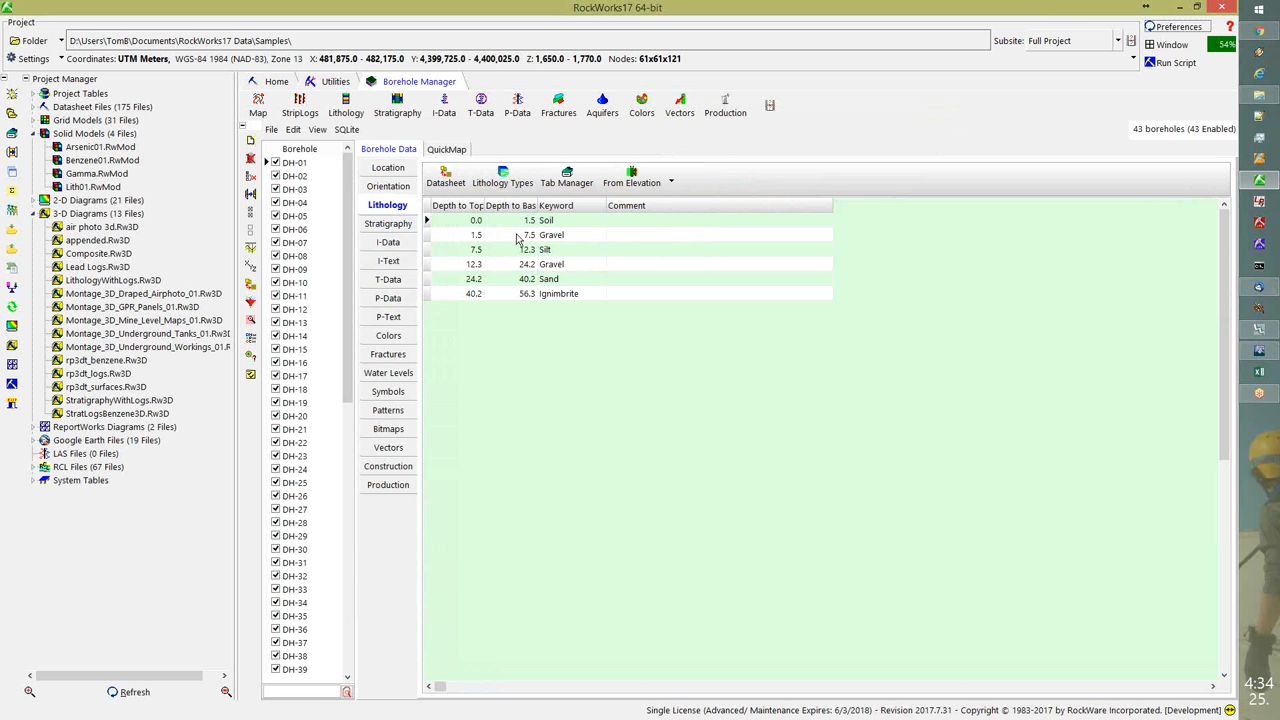 RockWorks17 64-bit
Project
Folder D:\Users\TomB\Documents\RockWorks17 Data\Samples\ Subsite: Full Project Preferences
Settings Coordinates: UTM Meters, WGS-84 1984 (NAD-83), Zone 13 X: 481,875.0 - 482,175.0 Y: 4,399,725.0 - 4,400,025.0 Z: 1,650.0 - 1,770.0 Nodes: 61x61x121 Window 54%
Run Script
Project Manager
Project Tables
Datasheet Files (175 Files)
Grid Models (31 Files)
Solid Models (4 Files)
Arsenic01.RwMod
Benzene01.RwMod
Gamma.RwMod
Lith01.RwMod
2-D Diagrams (21 Files)
3-D Diagrams (13 Files)
air photo 3d.Rw3D
appended.Rw3D
Composite.Rw3D
Lead Logs.Rw3D
LithologyWithLogs.Rw3D
Montage_3D_Draped_Airphoto_01.Rw3D
Montage_3D_GPR_Panels_01.Rw3D
Montage_3D_Mine_Level_Maps_01.Rw3D
Montage_3D_Underground_Tanks_01.Rw3D
Montage_3D_Underground_Workings_01.R
rp3dt_benzene.Rw3D
rp3dt_logs.Rw3D
rp3dt_surfaces.Rw3D
StratigraphyWithLogs.Rw3D
StratLogsBenzene3D.Rw3D
ReportWorks Diagrams (2 Files)
Google Earth Files (19 Files)
LAS Files (0 Files)
RCL Files (67 Files)
System Tables
Refresh
Home Utilities Borehole Manager
Map StripLogs Lithology Stratigraphy I-Data T-Data P-Data Fractures Aquifers Colors Vectors Production
File Edit View SQLite 43 boreholes (43 Enabled)
Borehole
DH-01
DH-02
DH-03
DH-04
DH-05
DH-06
DH-07
DH-08
DH-09
DH-10
DH-11
DH-12
DH-13
DH-14
DH-15
DH-16
DH-17
DH-18
DH-19
DH-20
DH-21
DH-22
DH-23
DH-24
DH-25
DH-26
DH-27
DH-28
DH-29
DH-30
DH-31
DH-32
DH-33
DH-34
DH-35
DH-36
DH-37
DH-38
DH-39
Borehole Data QuickMap
Location
Orientation
Lithology
Stratigraphy
I-Data
I-Text
T-Data
P-Data
P-Text
Colors
Fractures
Water Levels
Symbols
Patterns
Bitmaps
Vectors
Construction
Production
Datasheet Lithology Types Tab Manager From Elevation
Depth to Top Depth to Bas Keyword Comment
0.0 1.5 Soil
1.5 7.5 Gravel
7.5 12.3 Silt
12.3 24.2 Gravel
24.2 40.2 Sand
40.2 56.3 Ignimbrite
Single License (Advanced/ Maintenance Expires: 6/3/2018) - Revision 2017.7.31 - Copyright © 1983-2017 by RockWare Incorporated. [Development]
4:34
25.